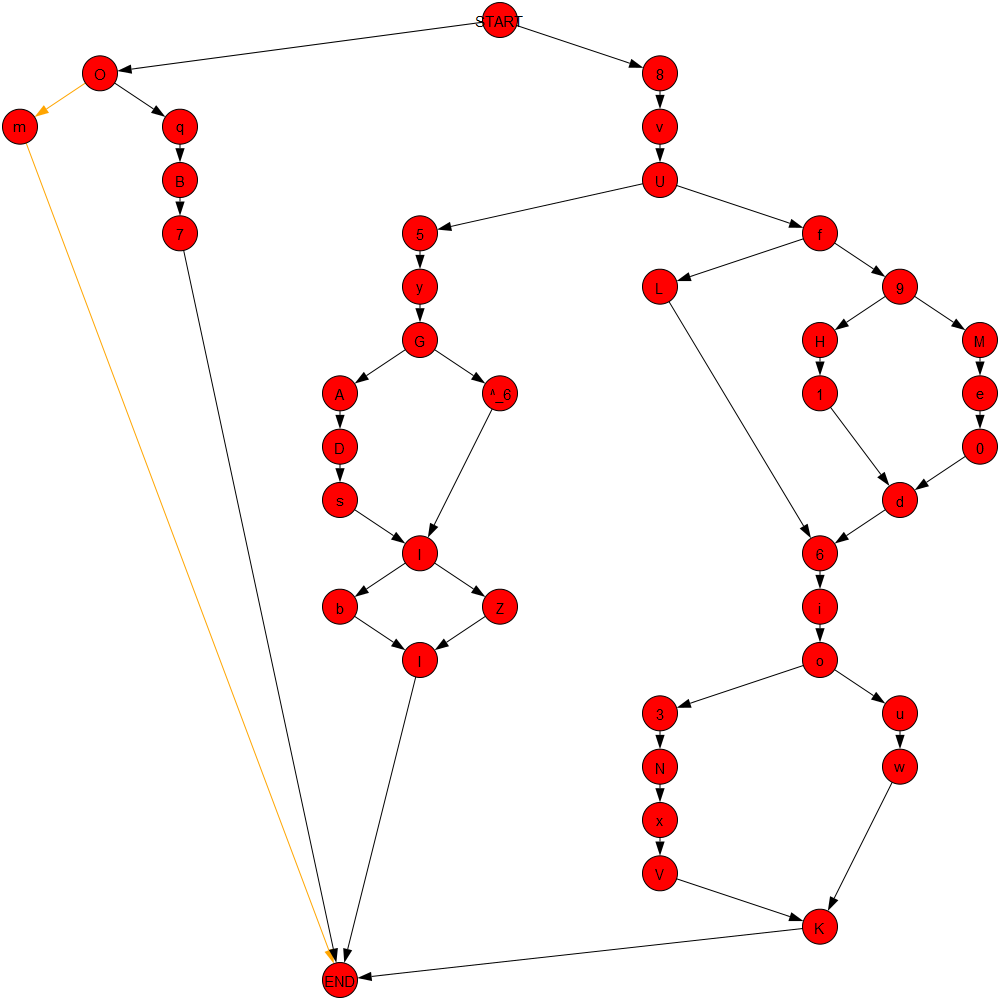 START
O 8
m q v
B U
7 5 f
y L 9
G H M
A ^_6 1 e
D 0
s d
I 6
b Z i
l o
3 u
N w
x
V
K
END